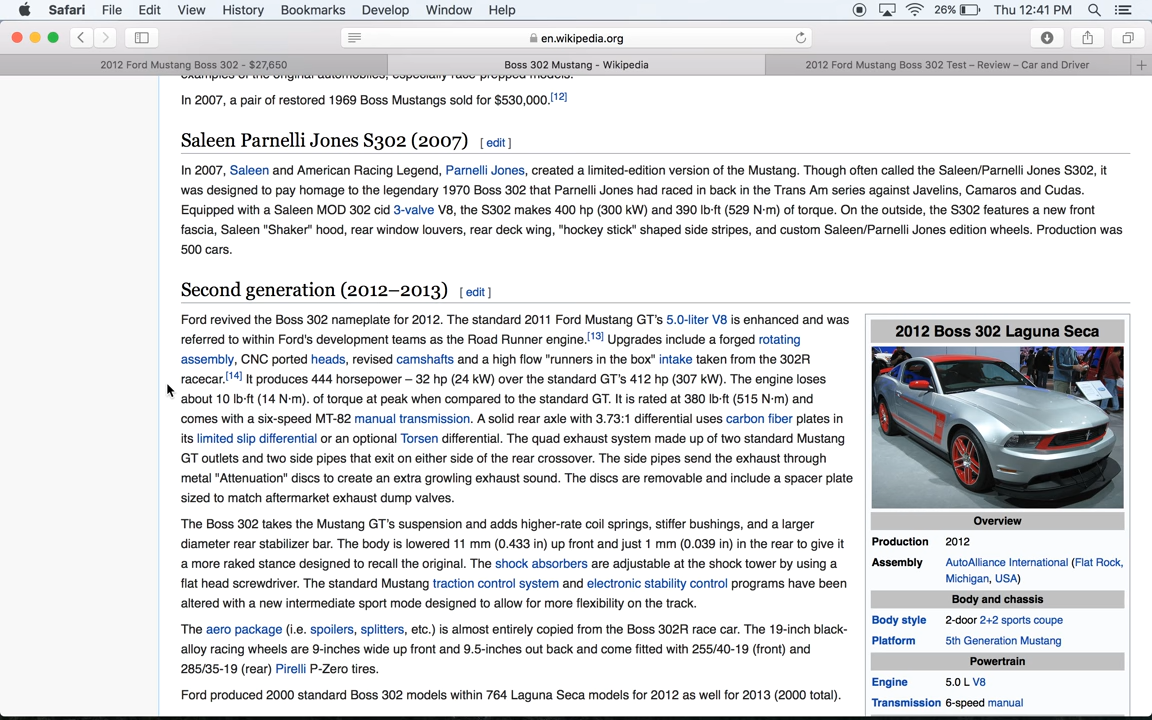 Safari File Edit View History Bookmarks Develop Window Help 26% Thu 12:41 PM
en.wikipedia.org
2012 Ford Mustang Boss 302 - $27,650
Boss 302 Mustang - Wikipedia
2012 Ford Mustang Boss 302 Test – Review – Car and Driver
examples of the original automobiles, especially race-prepped models.
In 2007, a pair of restored 1969 Boss Mustangs sold for $530,000.[12]
Saleen Parnelli Jones S302 (2007) [ edit ]
In 2007, Saleen and American Racing Legend, Parnelli Jones, created a limited-edition version of the Mustang. Though often called the Saleen/Parnelli Jones S302, it
was designed to pay homage to the legendary 1970 Boss 302 that Parnelli Jones had raced in back in the Trans Am series against Javelins, Camaros and Cudas.
Equipped with a Saleen MOD 302 cid 3-valve V8, the S302 makes 400 hp (300 kW) and 390 lb·ft (529 N·m) of torque. On the outside, the S302 features a new front
fascia, Saleen "Shaker" hood, rear window louvers, rear deck wing, "hockey stick" shaped side stripes, and custom Saleen/Parnelli Jones edition wheels. Production was
500 cars.
Second generation (2012–2013) [ edit ]
Ford revived the Boss 302 nameplate for 2012. The standard 2011 Ford Mustang GT's 5.0-liter V8 is enhanced and was
referred to within Ford's development teams as the Road Runner engine.[13] Upgrades include a forged rotating
assembly, CNC ported heads, revised camshafts and a high flow "runners in the box" intake taken from the 302R
racecar.[14] It produces 444 horsepower – 32 hp (24 kW) over the standard GT's 412 hp (307 kW). The engine loses
about 10 lb·ft (14 N·m). of torque at peak when compared to the standard GT. It is rated at 380 lb·ft (515 N·m) and
comes with a six-speed MT-82 manual transmission. A solid rear axle with 3.73:1 differential uses carbon fiber plates in
its limited slip differential or an optional Torsen differential. The quad exhaust system made up of two standard Mustang
GT outlets and two side pipes that exit on either side of the rear crossover. The side pipes send the exhaust through
metal "Attenuation" discs to create an extra growling exhaust sound. The discs are removable and include a spacer plate
sized to match aftermarket exhaust dump valves.
The Boss 302 takes the Mustang GT's suspension and adds higher-rate coil springs, stiffer bushings, and a larger
diameter rear stabilizer bar. The body is lowered 11 mm (0.433 in) up front and just 1 mm (0.039 in) in the rear to give it
a more raked stance designed to recall the original. The shock absorbers are adjustable at the shock tower by using a
flat head screwdriver. The standard Mustang traction control system and electronic stability control programs have been
altered with a new intermediate sport mode designed to allow for more flexibility on the track.
The aero package (i.e. spoilers, splitters, etc.) is almost entirely copied from the Boss 302R race car. The 19-inch black-
alloy racing wheels are 9-inches wide up front and 9.5-inches out back and come fitted with 255/40-19 (front) and
285/35-19 (rear) Pirelli P-Zero tires.
Ford produced 2000 standard Boss 302 models within 764 Laguna Seca models for 2012 as well for 2013 (2000 total).
2012 Boss 302 Laguna Seca
Overview
Production 2012
Assembly AutoAlliance International (Flat Rock,
Michigan, USA)
Body and chassis
Body style 2-door 2+2 sports coupe
Platform 5th Generation Mustang
Powertrain
Engine 5.0 L V8
Transmission 6-speed manual